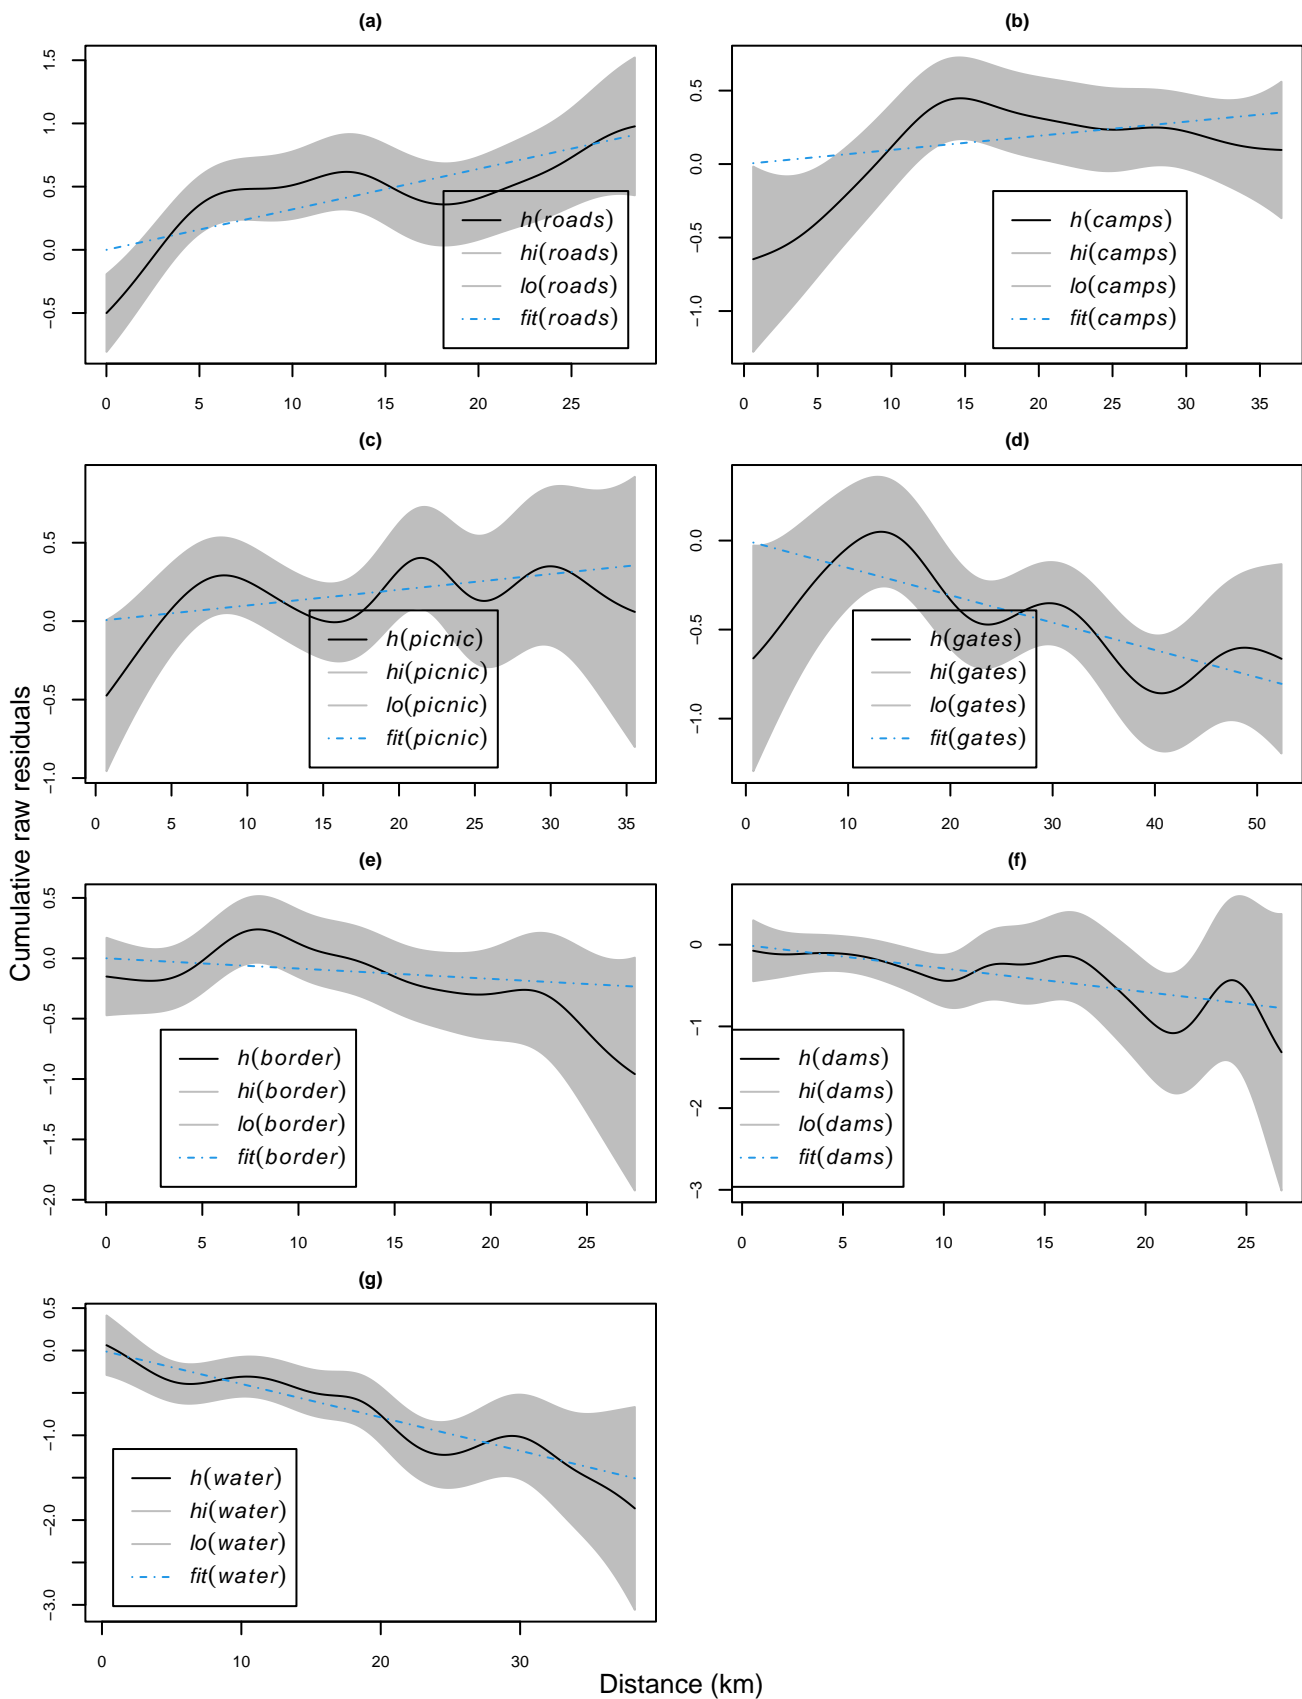 (a)
1.5
1.0
0.5
0.0
−0.5
h(roads)
hi(roads)
lo(roads)
fit(roads)
0 5 10 15 20 25
(b)
0.5
0.0
−0.5
−1.0
h(camps)
hi(camps)
lo(camps)
fit(camps)
0 5 10 15 20 25 30 35
(c)
0.5
0.0
−0.5
−1.0
h(picnic)
hi(picnic)
lo(picnic)
fit(picnic)
0 5 10 15 20 25 30 35
(d)
0.0
−0.5
−1.0
h(gates)
hi(gates)
lo(gates)
fit(gates)
0 10 20 30 40 50
Cumulative raw residuals
(e)
0.5
0.0
−0.5
−1.0
−1.5
−2.0
h(border)
hi(border)
lo(border)
fit(border)
0 5 10 15 20 25
(f)
0
−1
−2
−3
h(dams)
hi(dams)
lo(dams)
fit(dams)
0 5 10 15 20 25
(g)
0.5
0.0
−1.0
−2.0
−3.0
h(water)
hi(water)
lo(water)
fit(water)
0 10 20 30
Distance (km)